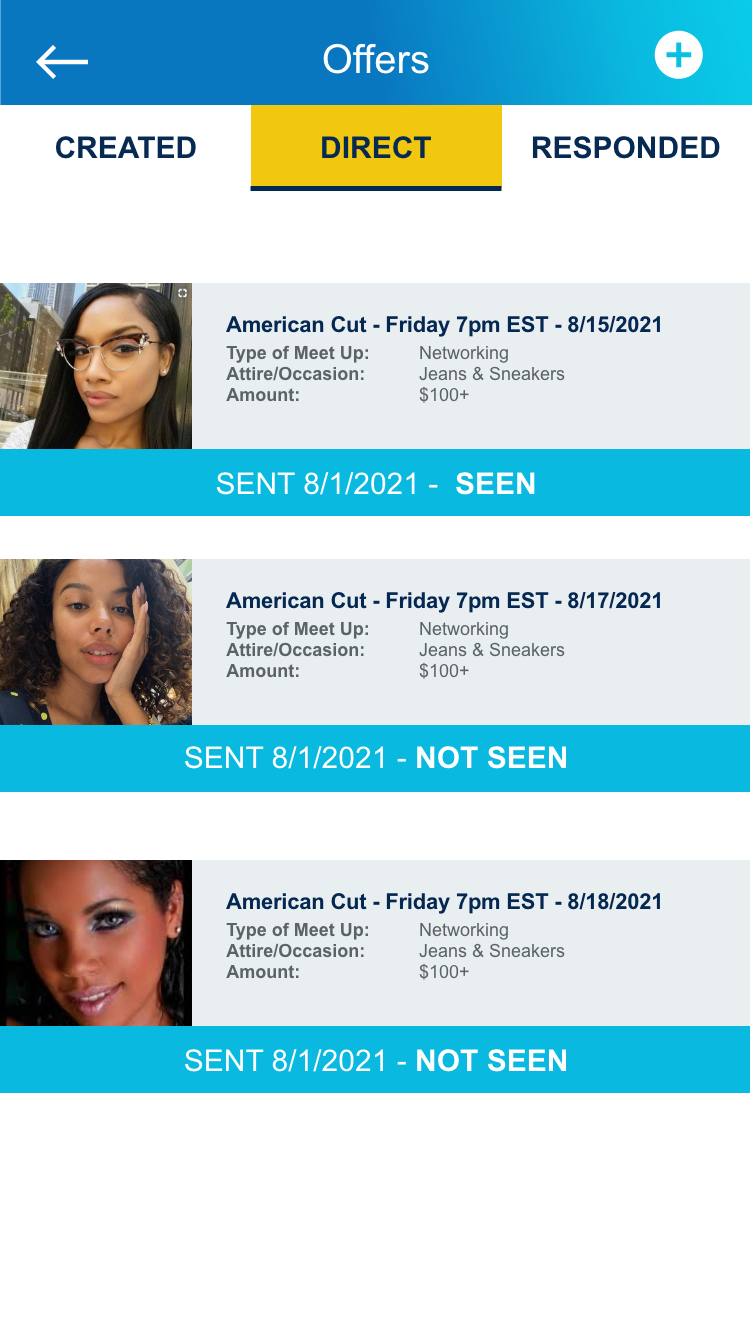 Offers
CREATED DIRECT RESPONDED
American Cut - Friday 7pm EST - 8/15/2021
Type of Meet Up: Networking
Attire/Occasion: Jeans & Sneakers
Amount: $100+
SENT 8/1/2021 - SEEN
American Cut - Friday 7pm EST - 8/17/2021
Type of Meet Up: Networking
Attire/Occasion: Jeans & Sneakers
Amount: $100+
SENT 8/1/2021 - NOT SEEN
American Cut - Friday 7pm EST - 8/18/2021
Type of Meet Up: Networking
Attire/Occasion: Jeans & Sneakers
Amount: $100+
SENT 8/1/2021 - NOT SEEN